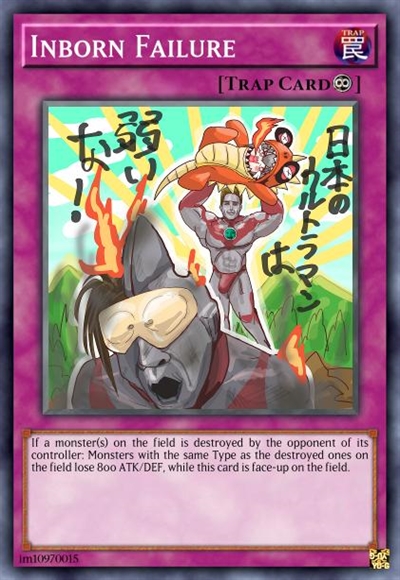 INBORN FAILURE
TRAP
罠
[TRAP CARD]
日本の
ウルトラマンは
弱い
な!
If a monster(s) on the field is destroyed by the opponent of its
controller: Monsters with the same Type as the destroyed ones on
the field lose 800 ATK/DEF, while this card is face-up on the field.
im10970015